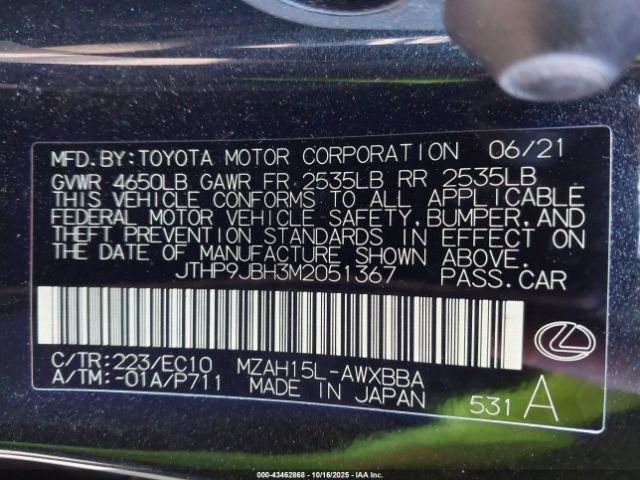 MFD.BY:TOYOTA MOTOR CORPORATION 06/21
GVWR 4650LB GAWR FR 2535LB RR 2535LB
THIS VEHICLE CONFORMS TO ALL APPLICABLE
FEDERAL MOTOR VEHICLE SAFETY,BUMPER,AND
THEFT PREVENTION STANDARDS IN EFFECT ON
THE DATE OF MANUFACTURE SHOWN ABOVE.
JTHP9JBH3M2051367 PASS.CAR
C/TR:223/EC10 MZAH15L-AWXBBA
A/TM:-01A/P711 MADE IN JAPAN 531 A
000-43462868 - 10/16/2025 - IAA Inc.